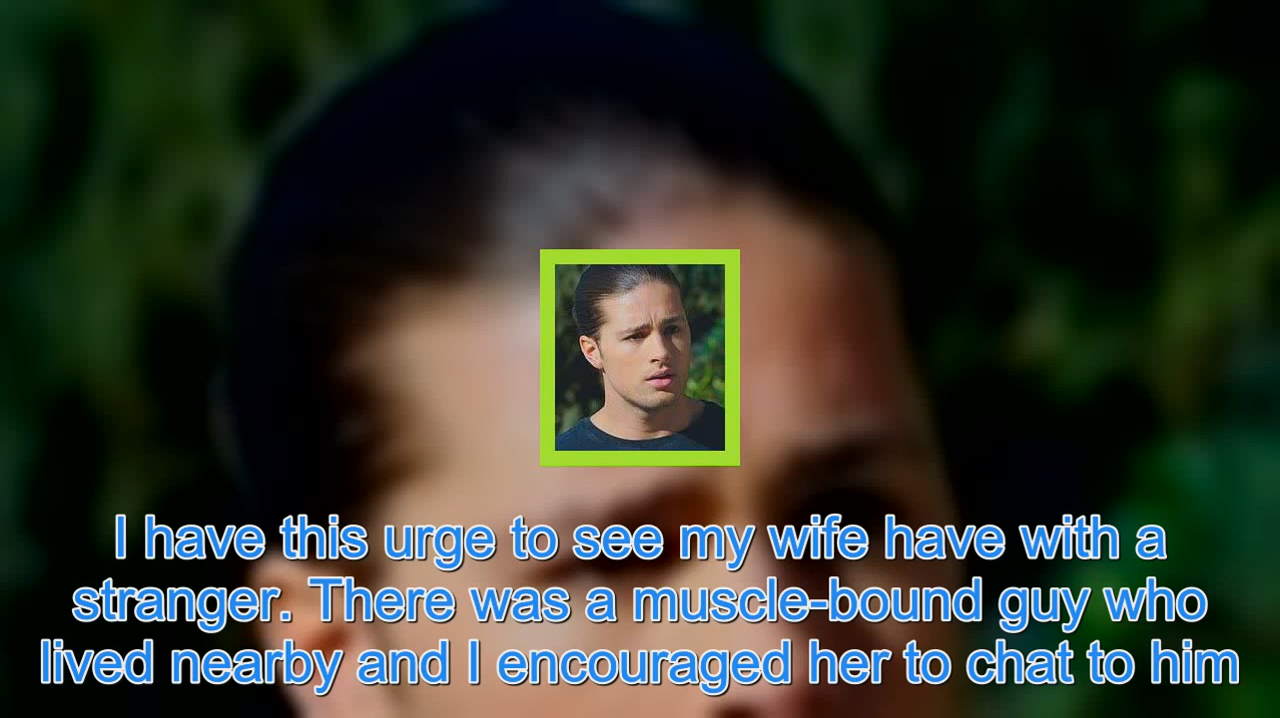 I have this urge to see my wife have with a
stranger. There was a muscle-bound guy who
lived nearby and I encouraged her to chat to him